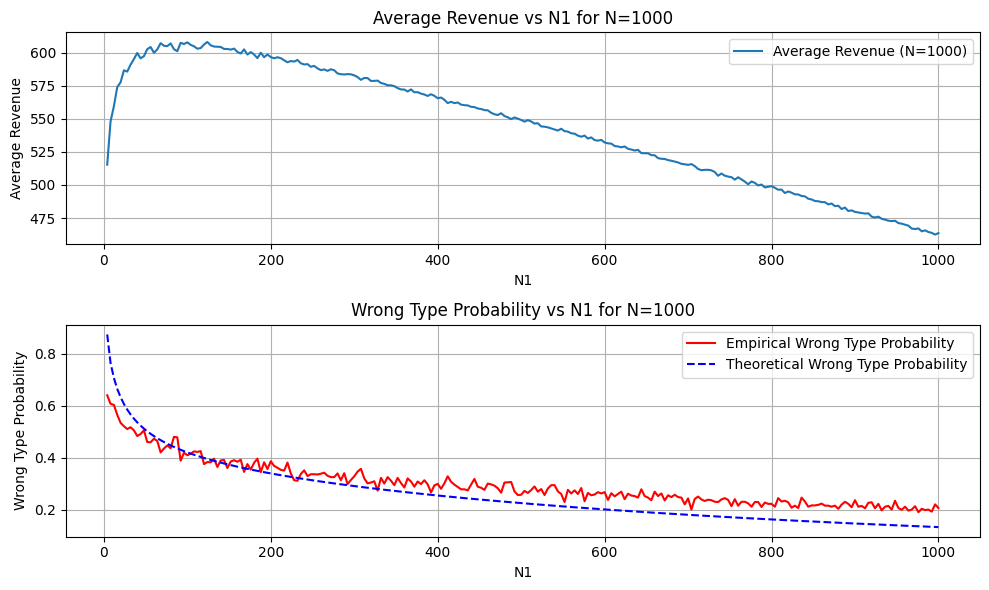 Average Revenue vs N1 for N=1000
Average Revenue
600
575
550
525
500
475
Average Revenue (N=1000)
0 200 400 600 800 1000
N1
Wrong Type Probability vs N1 for N=1000
Wrong Type Probability
0.8
0.6
0.4
0.2
Empirical Wrong Type Probability
Theoretical Wrong Type Probability
0 200 400 600 800 1000
N1